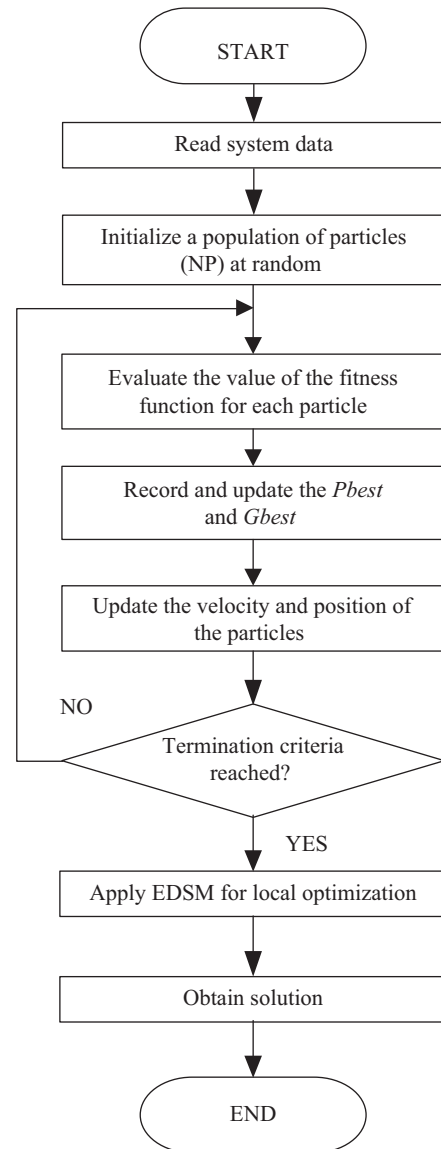 START
Read system data
Initialize a population of particles
(NP) at random
Evaluate the value of the fitness
function for each particle
Record and update the Pbest
and Gbest
Update the velocity and position of
the particles
NO
Termination criteria
reached?
YES
Apply EDSM for local optimization
Obtain solution
END